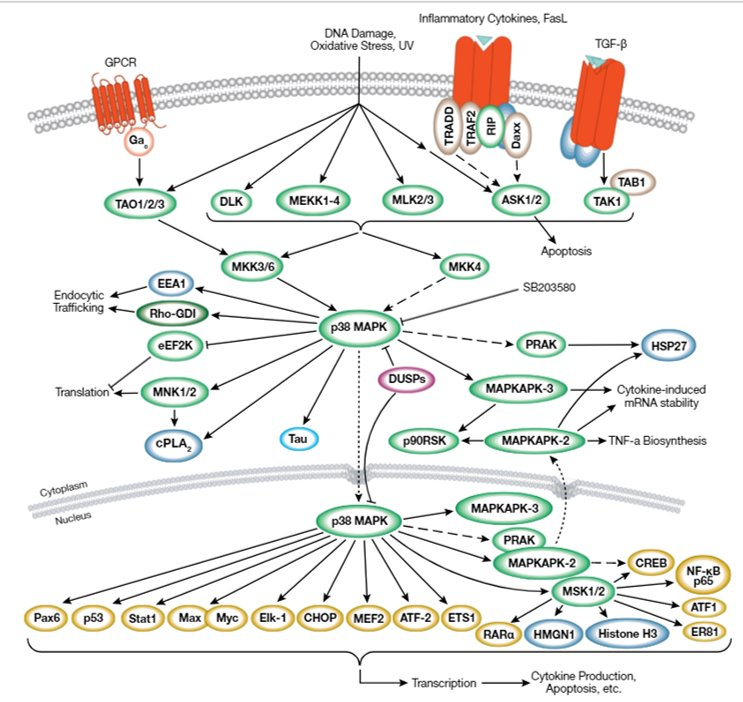 Inflammatory Cytokines, FasL
DNA Damage,
Oxidative Stress, UV
TGF-β
GPCR
TRADD
TRAF2
RIP
Daxx
Gαo
TAB1
TAO1/2/3
DLK
MEKK1-4
MLK2/3
ASK1/2
TAK1
Apoptosis
MKK3/6
MKK4
EEA1
SB203580
Endocytic
Trafficking
Rho-GDI
p38 MAPK
eEF2K
PRAK
HSP27
DUSPs
Translation
MNK1/2
MAPKAPK-3
Cytokine-induced
mRNA stability
cPLA2
Tau
p90RSK
MAPKAPK-2
TNF-a Biosynthesis
Cytoplasm
Nucleus
MAPKAPK-3
p38 MAPK
PRAK
MAPKAPK-2
CREB
NF-κB
p65
MSK1/2
ATF1
Pax6
p53
Stat1
Max
Myc
Elk-1
CHOP
MEF2
ATF-2
ETS1
RARα
HMGN1
Histone H3
ER81
Transcription
Cytokine Production,
Apoptosis, etc.